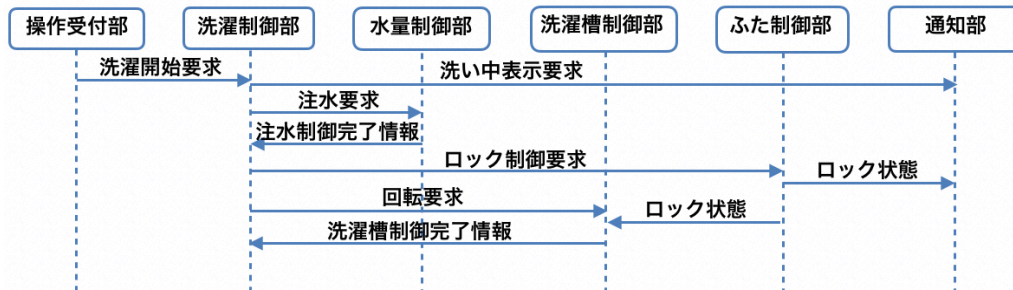 操作受付部
洗濯制御部
水量制御部
洗濯槽制御部
ふた制御部
通知部
洗濯開始要求
洗い中表示要求
注水要求
注水制御完了情報
ロック制御要求
ロック状態
回転要求
ロック状態
洗濯槽制御完了情報